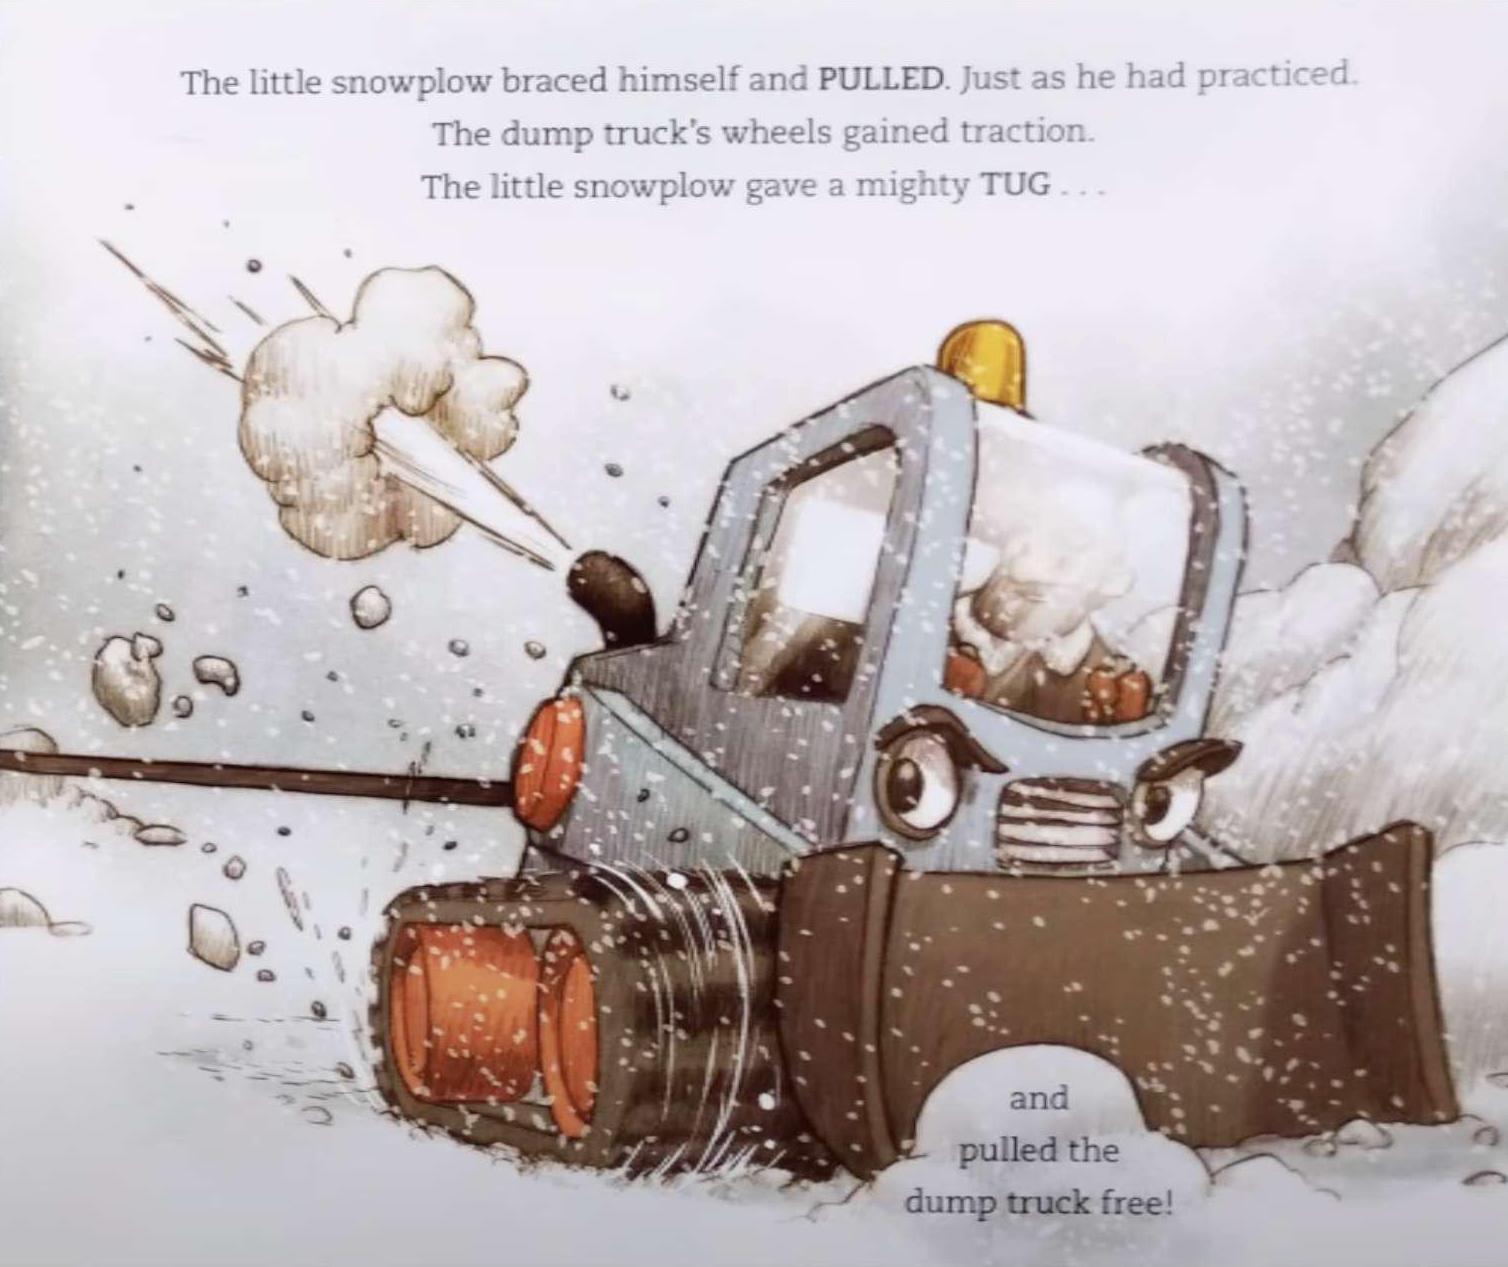 The little snowplow braced himself and PULLED. Just as he had practiced.
The dump truck's wheels gained traction.
The little snowplow gave a mighty TUG . . .
and
pulled the
dump truck free!